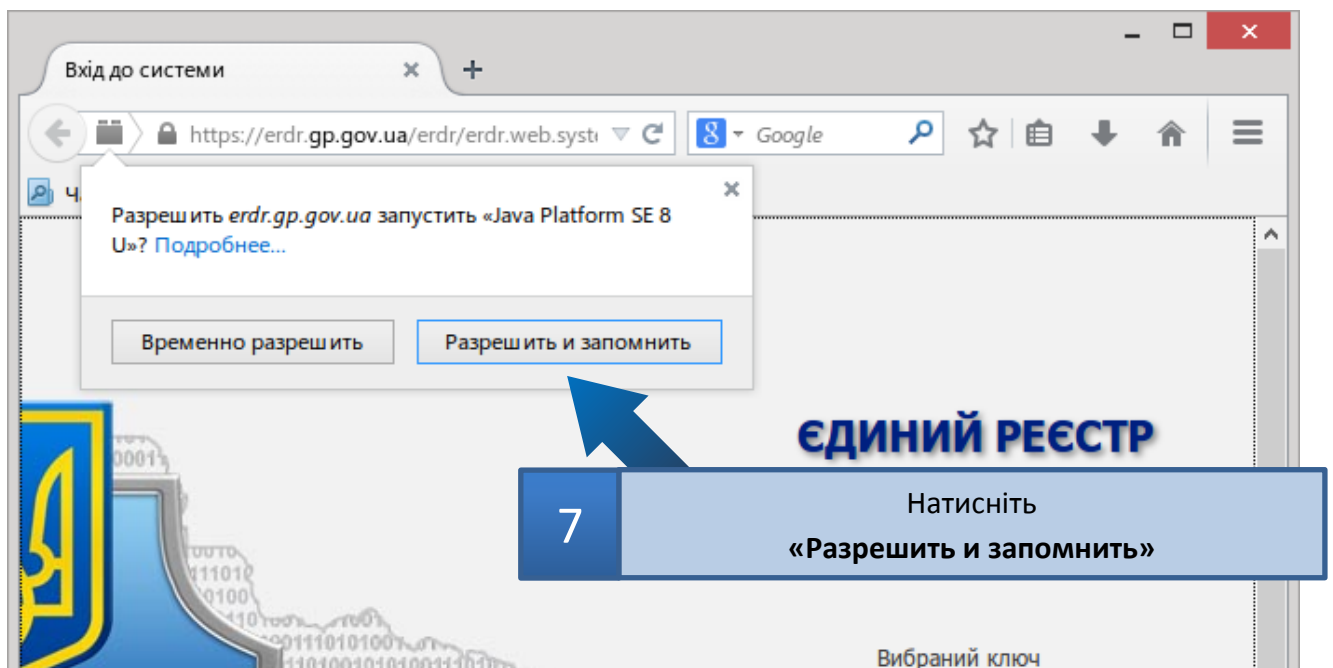 Вхід до системи
https://erdr.gp.gov.ua/erdr/erdr.web.syst
Google
Разрешить erdr.gp.gov.ua запустить «Java Platform SE 8
U»? Подробнее...
Временно разрешить
Разрешить и запомнить
ЄДИНИЙ РЕЄСТР
7
Натисніть
«Разрешить и запомнить»
Вибраний ключ